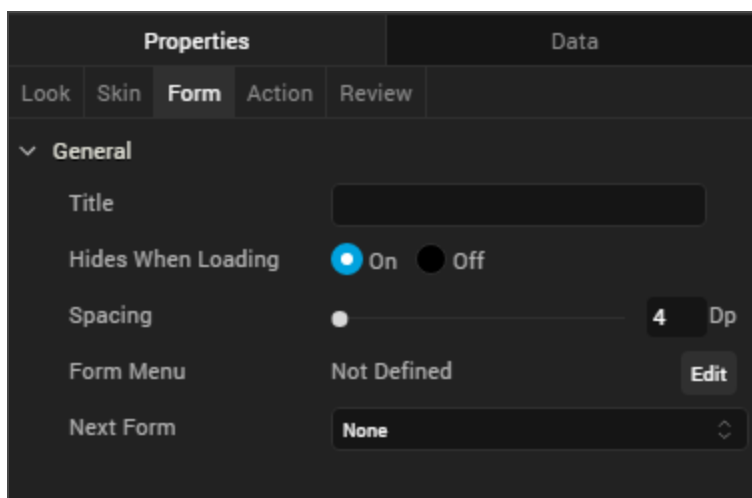 Properties Data
Look Skin Form Action Review
General
Title
Hides When Loading On Off
Spacing 4 Dp
Form Menu Not Defined Edit
Next Form None